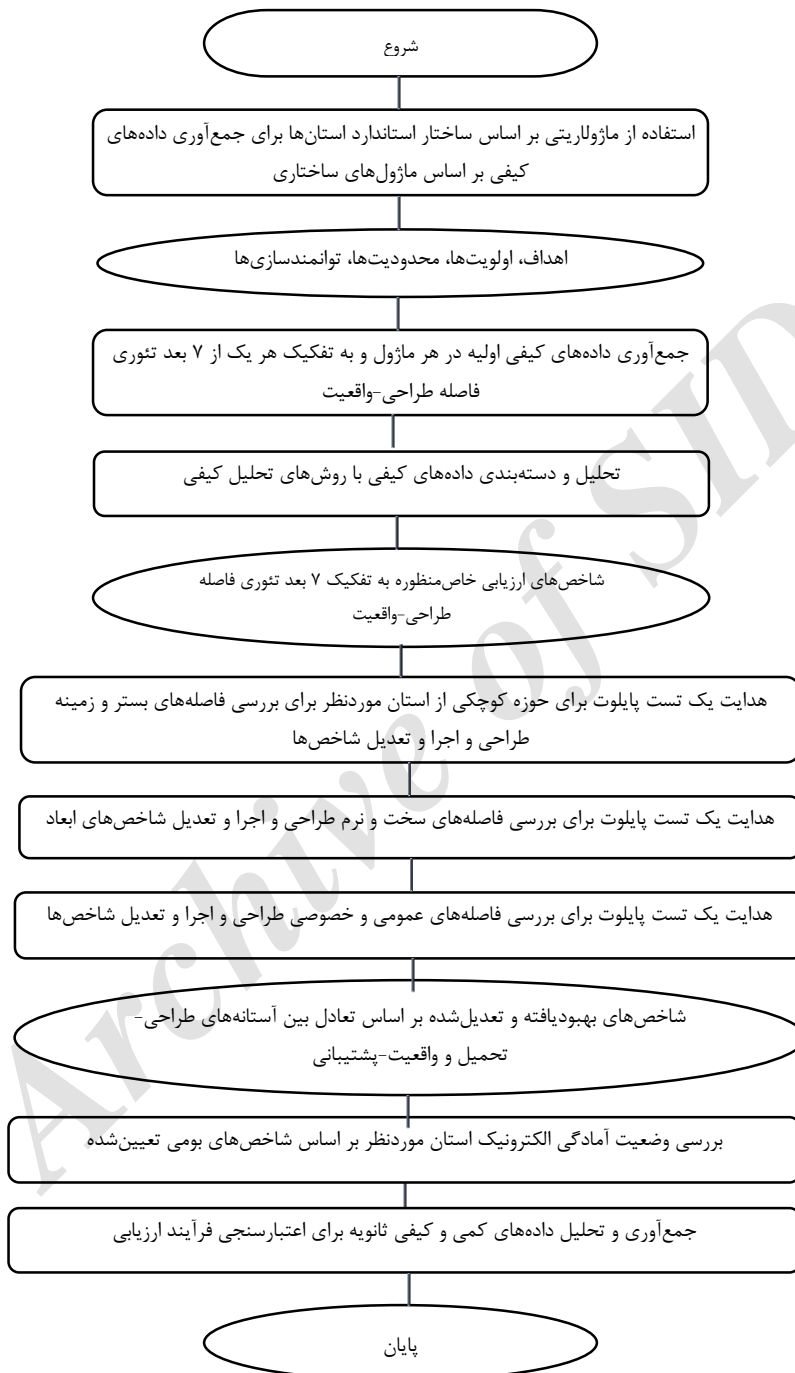 شروع
استفاده از ماژولاریتی بر اساس ساختار استاندارد استان‌ها برای جمع‌آوری داده‌های
کیفی بر اساس ماژول‌های ساختاری
اهداف، اولویت‌ها، محدودیت‌ها، توانمندسازی‌ها
جمع‌آوری داده‌های کیفی اولیه در هر ماژول و به تفکیک هر یک از ۷ بعد تئوری
فاصله طراحی-واقعیت
تحلیل و دسته‌بندی داده‌های کیفی با روش‌های تحلیل کیفی
شاخص‌های ارزیابی خاص‌منظوره به تفکیک ۷ بعد تئوری فاصله
طراحی-واقعیت
هدایت یک تست پایلوت برای حوزه کوچکی از استان موردنظر برای بررسی فاصله‌های بستر و زمینه
طراحی و اجرا و تعدیل شاخص‌ها
هدایت یک تست پایلوت برای بررسی فاصله‌های سخت و نرم طراحی و اجرا و تعدیل شاخص‌های ابعاد
هدایت یک تست پایلوت برای بررسی فاصله‌های عمومی و خصوصی طراحی و اجرا و تعدیل شاخص‌ها
شاخص‌های بهبودیافته و تعدیل‌شده بر اساس تعادل بین آستانه‌های طراحی-
تحمیل و واقعیت-پشتیبانی
بررسی وضعیت آمادگی الکترونیک استان موردنظر بر اساس شاخص‌های بومی تعیین‌شده
جمع‌آوری و تحلیل داده‌های کمی و کیفی ثانویه برای اعتبارسنجی فرآیند ارزیابی
پایان
Archive of SID